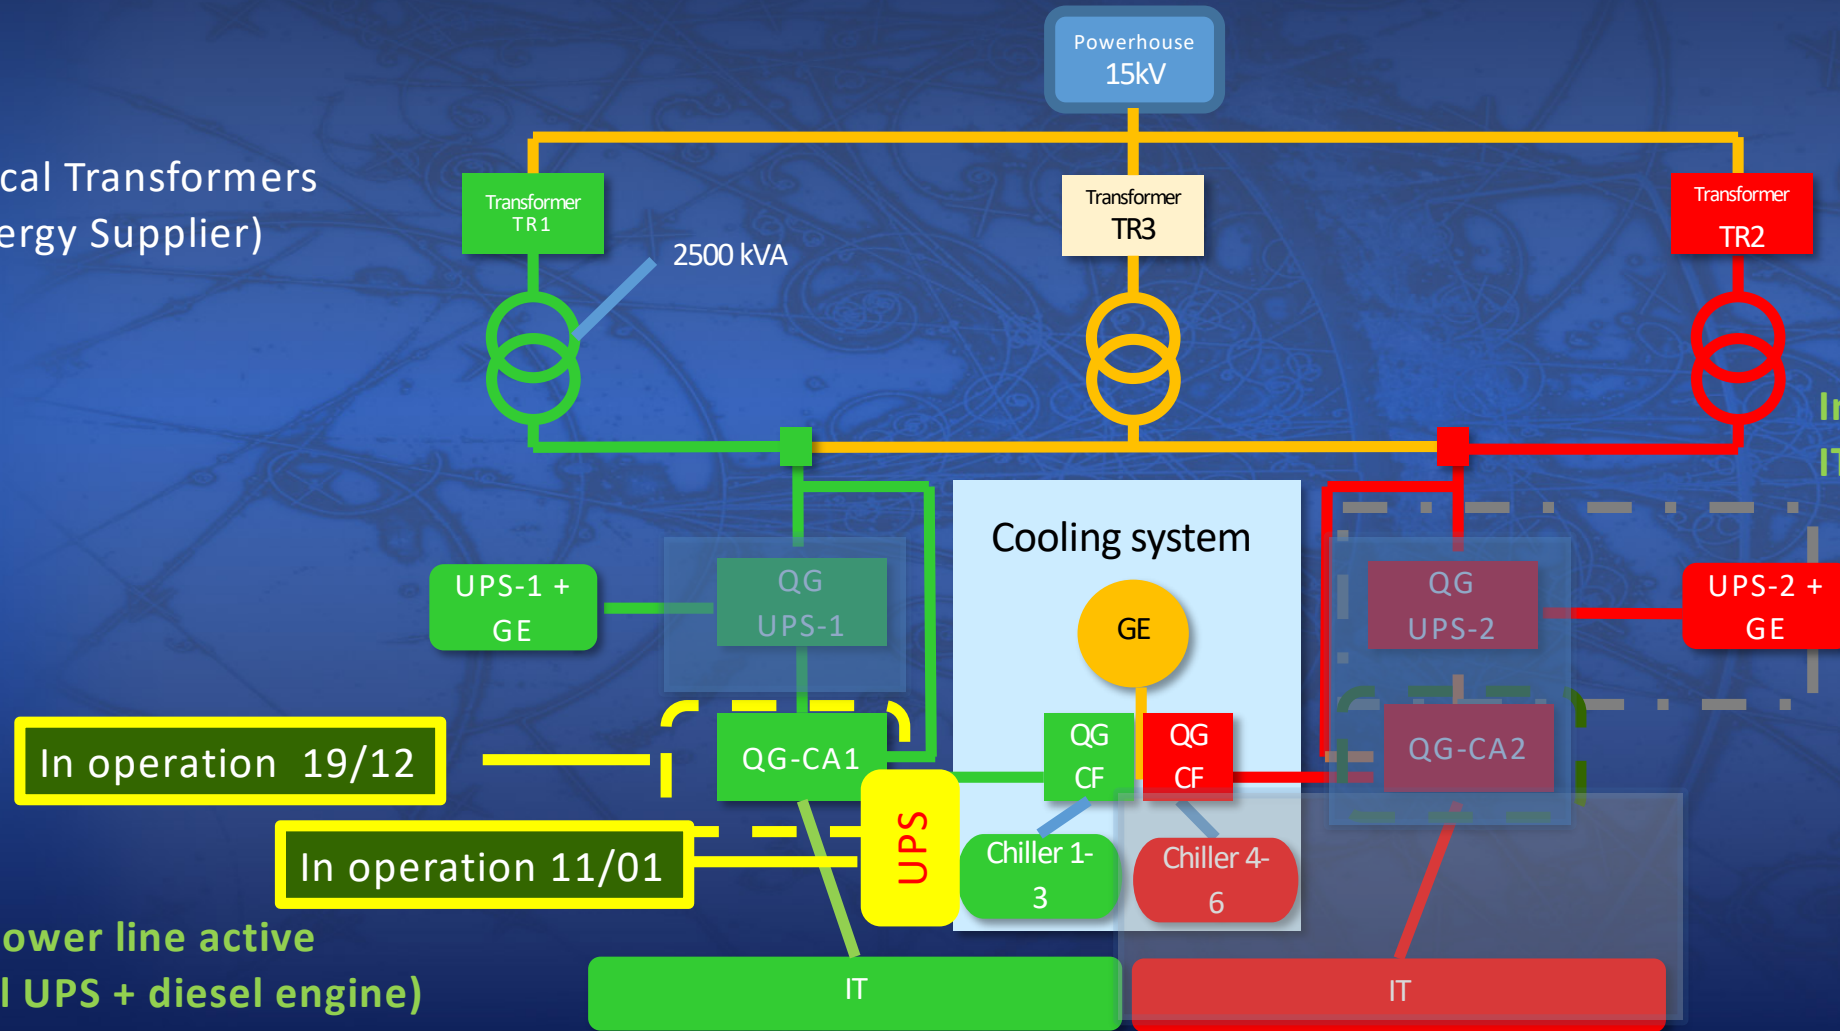 Powerhouse
15kV
cal Transformers
ergy Supplier)
Transformer
TR1
2500 kVA
Transformer
TR3
Transformer
TR2
Cooling system
UPS-1 +
GE
QG
UPS-1
GE
QG
UPS-2
UPS-2 +
GE
In operation 19/12
QG-CA1
QG
CF
QG
CF
QG-CA2
In operation 11/01
UPS
Chiller 1-
3
Chiller 4-
6
ower line active
l UPS + diesel engine)
IT
IT